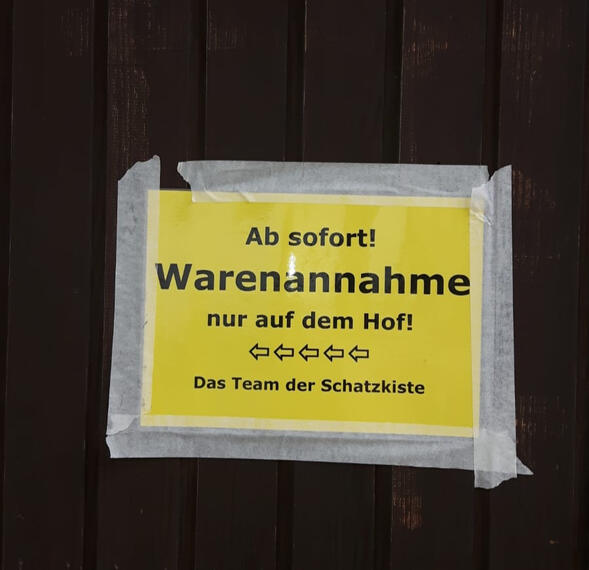 Ab sofort!
Warenannahme
nur auf dem Hof!
⇦⇦⇦⇦⇦
Das Team der Schatzkiste